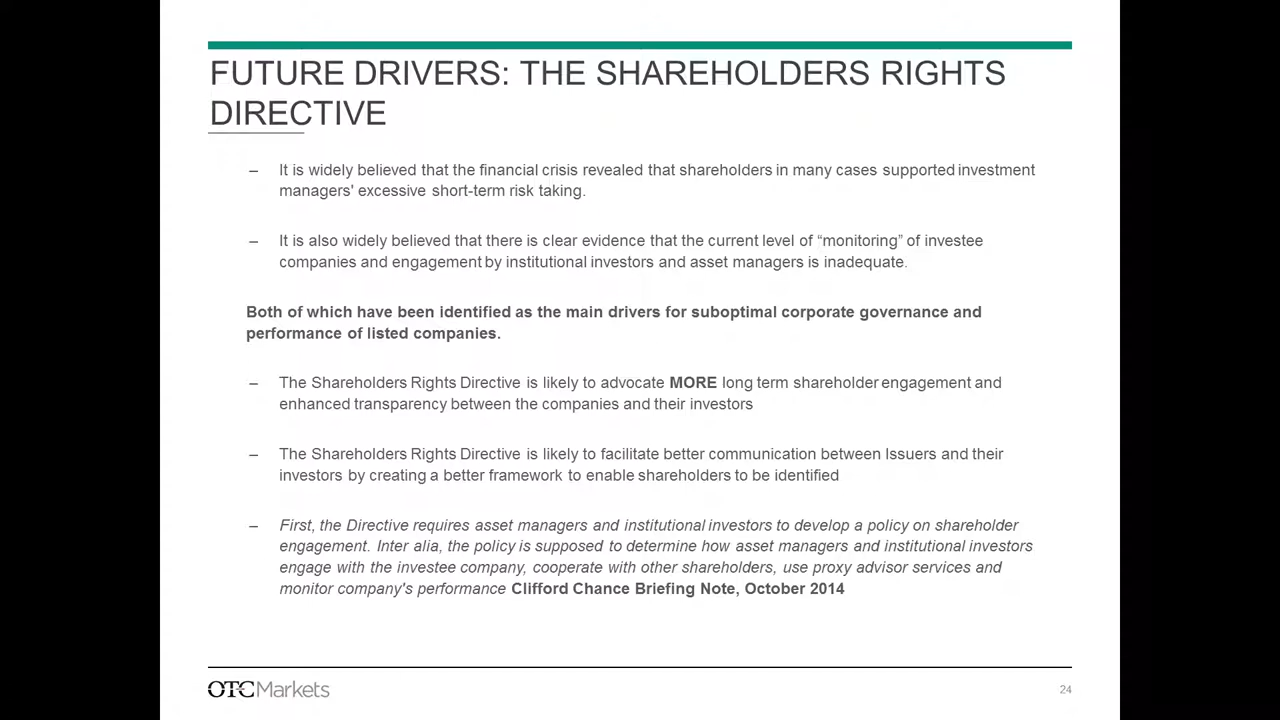 FUTURE DRIVERS: THE SHAREHOLDERS RIGHTS
DIRECTIVE
– It is widely believed that the financial crisis revealed that shareholders in many cases supported investment
managers' excessive short-term risk taking.
– It is also widely believed that there is clear evidence that the current level of “monitoring” of investee
companies and engagement by institutional investors and asset managers is inadequate.
Both of which have been identified as the main drivers for suboptimal corporate governance and
performance of listed companies.
– The Shareholders Rights Directive is likely to advocate MORE long term shareholder engagement and
enhanced transparency between the companies and their investors
– The Shareholders Rights Directive is likely to facilitate better communication between Issuers and their
investors by creating a better framework to enable shareholders to be identified
– First, the Directive requires asset managers and institutional investors to develop a policy on shareholder
engagement. Inter alia, the policy is supposed to determine how asset managers and institutional investors
engage with the investee company, cooperate with other shareholders, use proxy advisor services and
monitor company's performance Clifford Chance Briefing Note, October 2014
OTC Markets
24